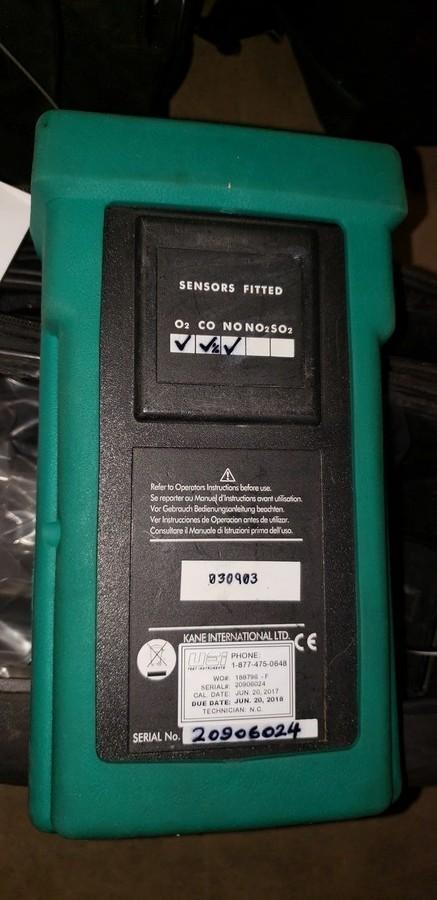 SENSORS FITTED
O2 CO NO NO2 SO2
Refer to Operators Instructions before use.
Se reporter au Manuel d'Instructions avant utilisation.
Vor Gebrauch Bedienungsanleitung beachten.
Ver Instrucciones de Operacion antes de utilizar.
Consultare il Manuale di Istruzioni prima dell'uso.
030903
KANE INTERNATIONAL LTD. CE
UEi PHONE:
TEST INSTRUMENTS 1-877-475-0648
WO#: 188796 - F
SERIAL#: 20906024
CAL. DATE: JUN. 20, 2017
DUE DATE: JUN. 20, 2018
TECHNICIAN: N.C.
SERIAL No. 20906024